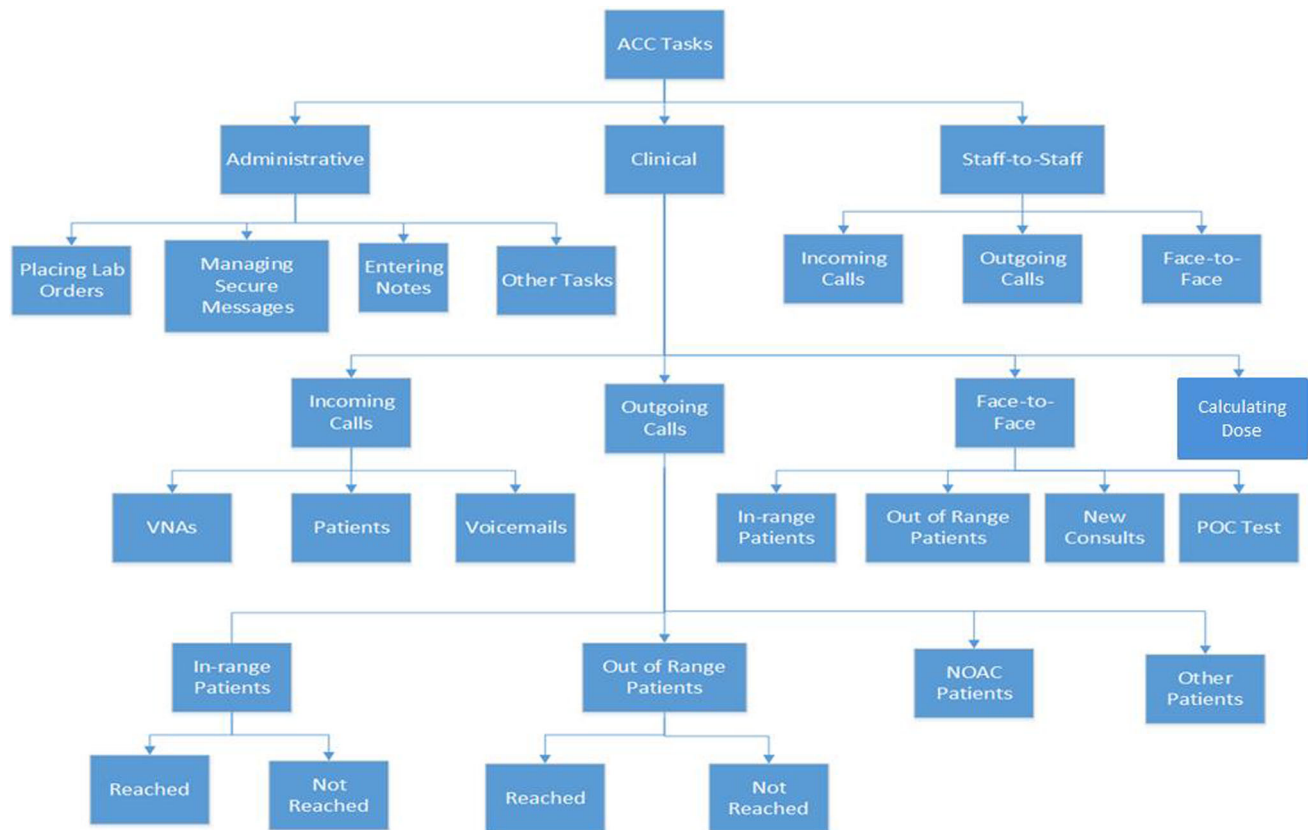 ACC Tasks
Administrative
Clinical
Staff-to-Staff
Placing Lab
Orders
Managing
Secure
Messages
Entering
Notes
Other Tasks
Incoming
Calls
Outgoing
Calls
Face-to-
Face
Incoming
Calls
Outgoing
Calls
Face-to-
Face
Calculating
Dose
VNAs
Patients
Voicemails
In-range
Patients
Out of Range
Patients
New
Consults
POC Test
In-range
Patients
Out of Range
Patients
NOAC
Patients
Other
Patients
Reached
Not
Reached
Reached
Not
Reached